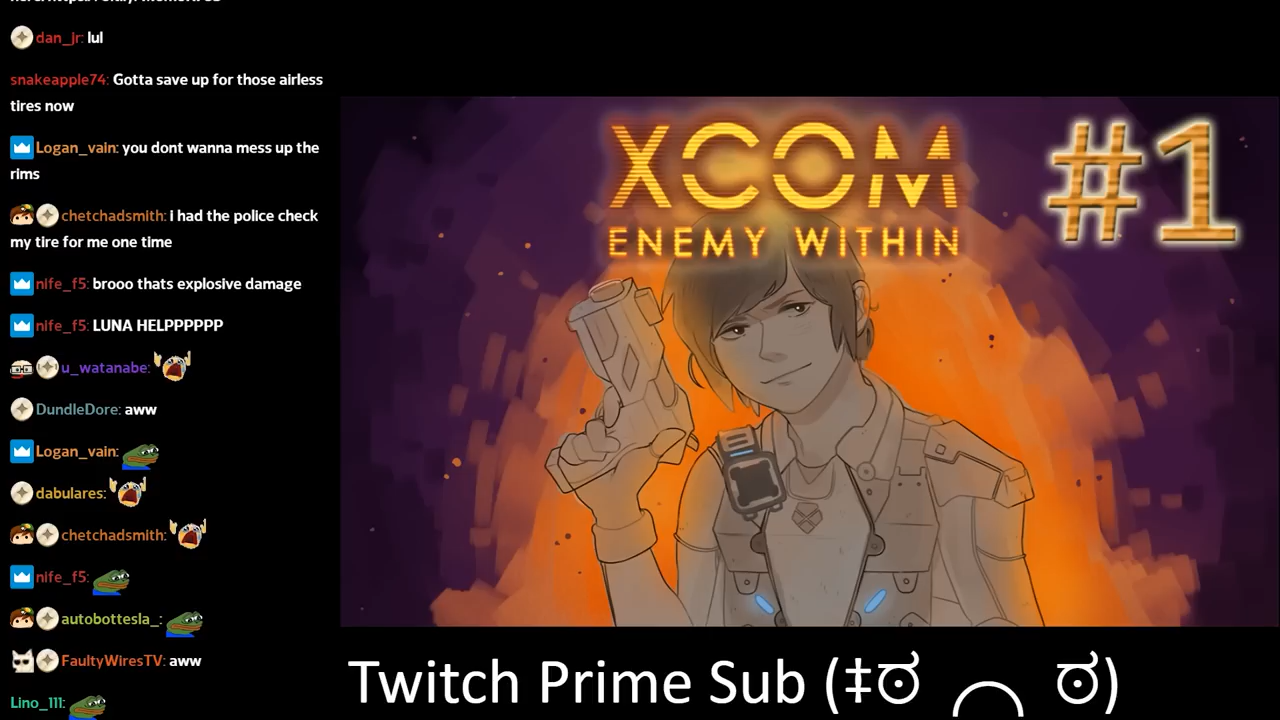 dan_jr: lul
snakeapple74: Gotta save up for those airless
tires now
Logan_vain: you dont wanna mess up the
rims
chetchadsmith: i had the police check
my tire for me one time
nife_f5: brooo thats explosive damage
nife_f5: LUNA HELPPPPPP
u_watanabe:
DundleDore: aww
Logan_vain:
dabulares:
chetchadsmith:
nife_f5:
autobottesla_:
FaultyWiresTV: aww
Lino_111:
XCOM
ENEMY WITHIN
#1
Twitch Prime Sub (‡ಠ ╭╮ ಠ)